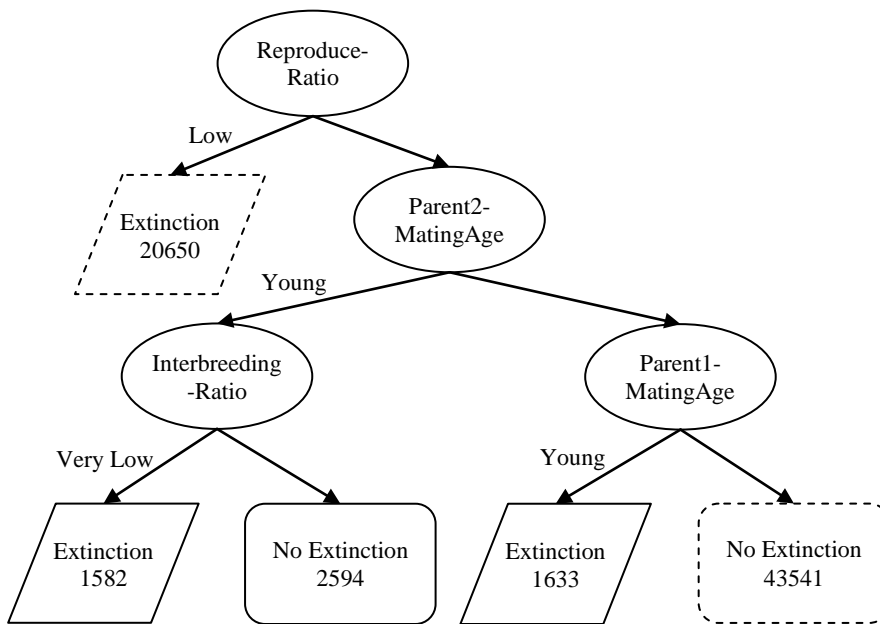 Reproduce-
Ratio
Low
Extinction
20650
Parent2-
MatingAge
Young
Interbreeding
-Ratio
Parent1-
MatingAge
Very Low
Young
Extinction
1582
No Extinction
2594
Extinction
1633
No Extinction
43541